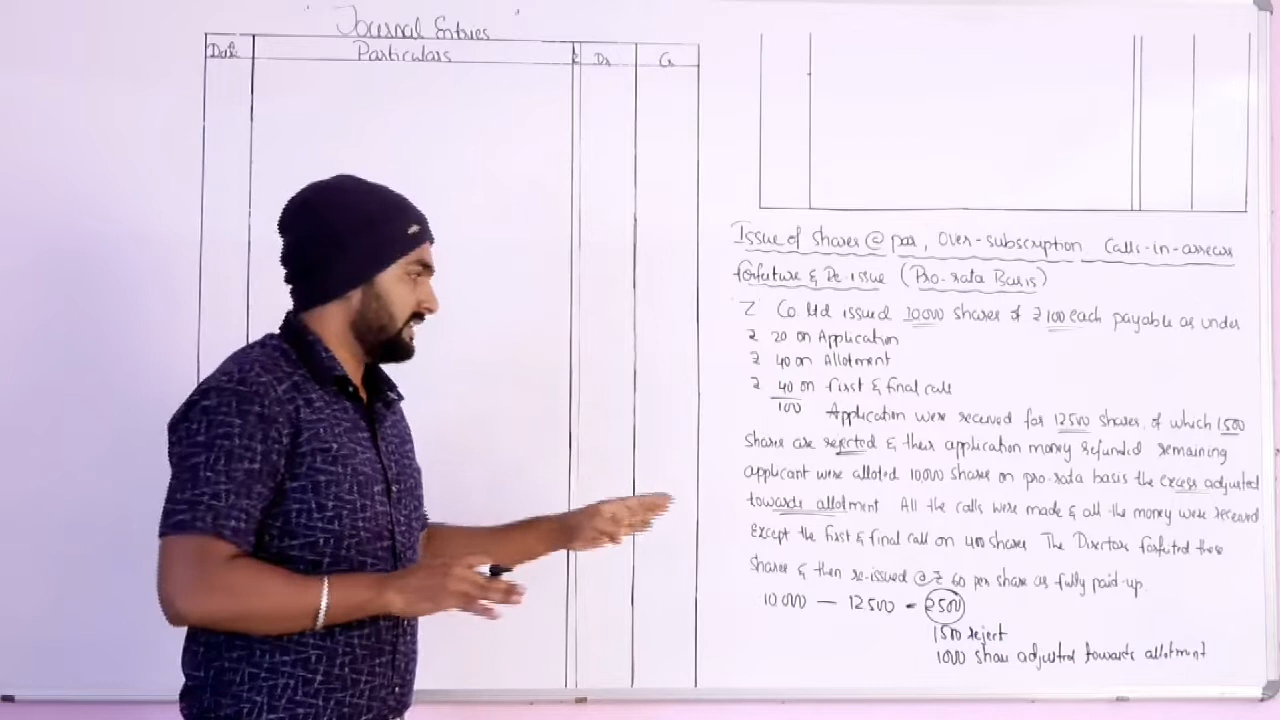 " Journal Entries "
Date Particulars Dr Cr
Issue of shares @ par, Over-subscription Calls-in-arrears
forfuture & Re-issue (Pro-rata Basis)
Z Co Ltd issued 10000 shares of ₹ 100 each payable as under
₹ 20 on Application
₹ 40 on Allotment
₹ 40 on first & final call
100 Application were received for 12500 shares, of which 1500
shares are rejected & their application money refunded remaining
applicant were alloted 10,000 share on pro-rata basis the excess adjusted
towards allotment All the calls were made & all the money were received
Except the first & final call on 400 shares The Directors forfuted these
shares & then re-issued @ ₹ 60 per share as fully paid-up.
10000 — 12500 = 2500
1500 reject
1000 share adjusted towards allotment